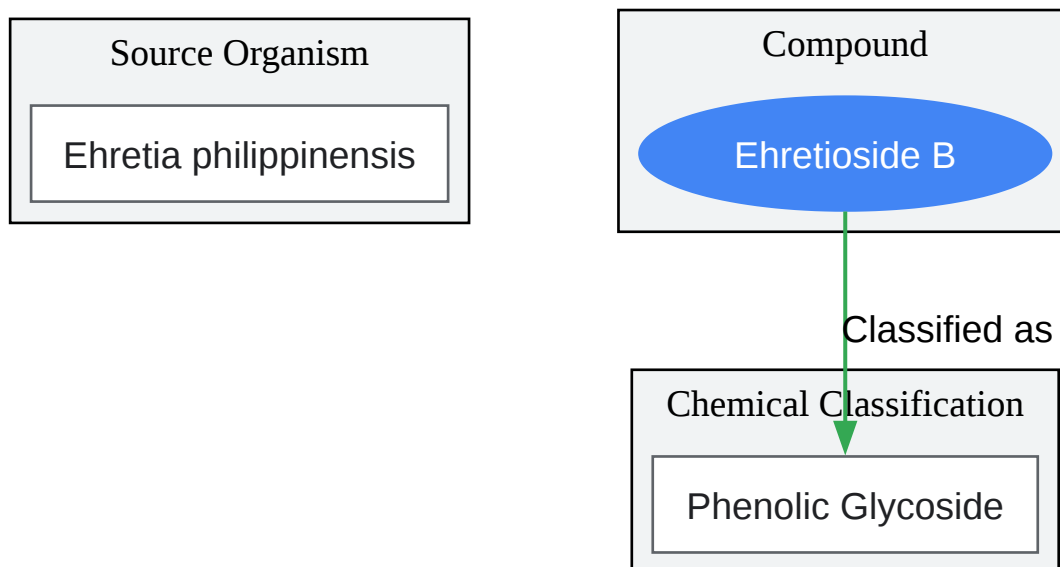 Source Organism
Ehretia philippinensis
Compound
Ehretioside B
Classified as
Chemical Classification
Phenolic Glycoside